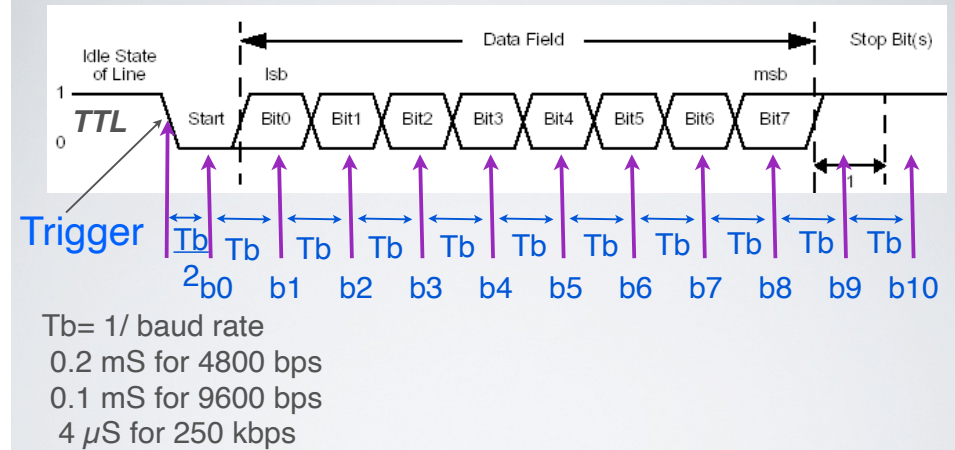 Data Field
Stop Bit(s)
Idle State
of Line
lsb
msb
1
TTL
0
Start Bit0 Bit1 Bit2 Bit3 Bit4 Bit5 Bit6 Bit7
1
Trigger
Tb Tb Tb Tb Tb Tb Tb Tb Tb Tb Tb
2 b0 b1 b2 b3 b4 b5 b6 b7 b8 b9 b10
Tb= 1/ baud rate
0.2 mS for 4800 bps
0.1 mS for 9600 bps
4 µS for 250 kbps